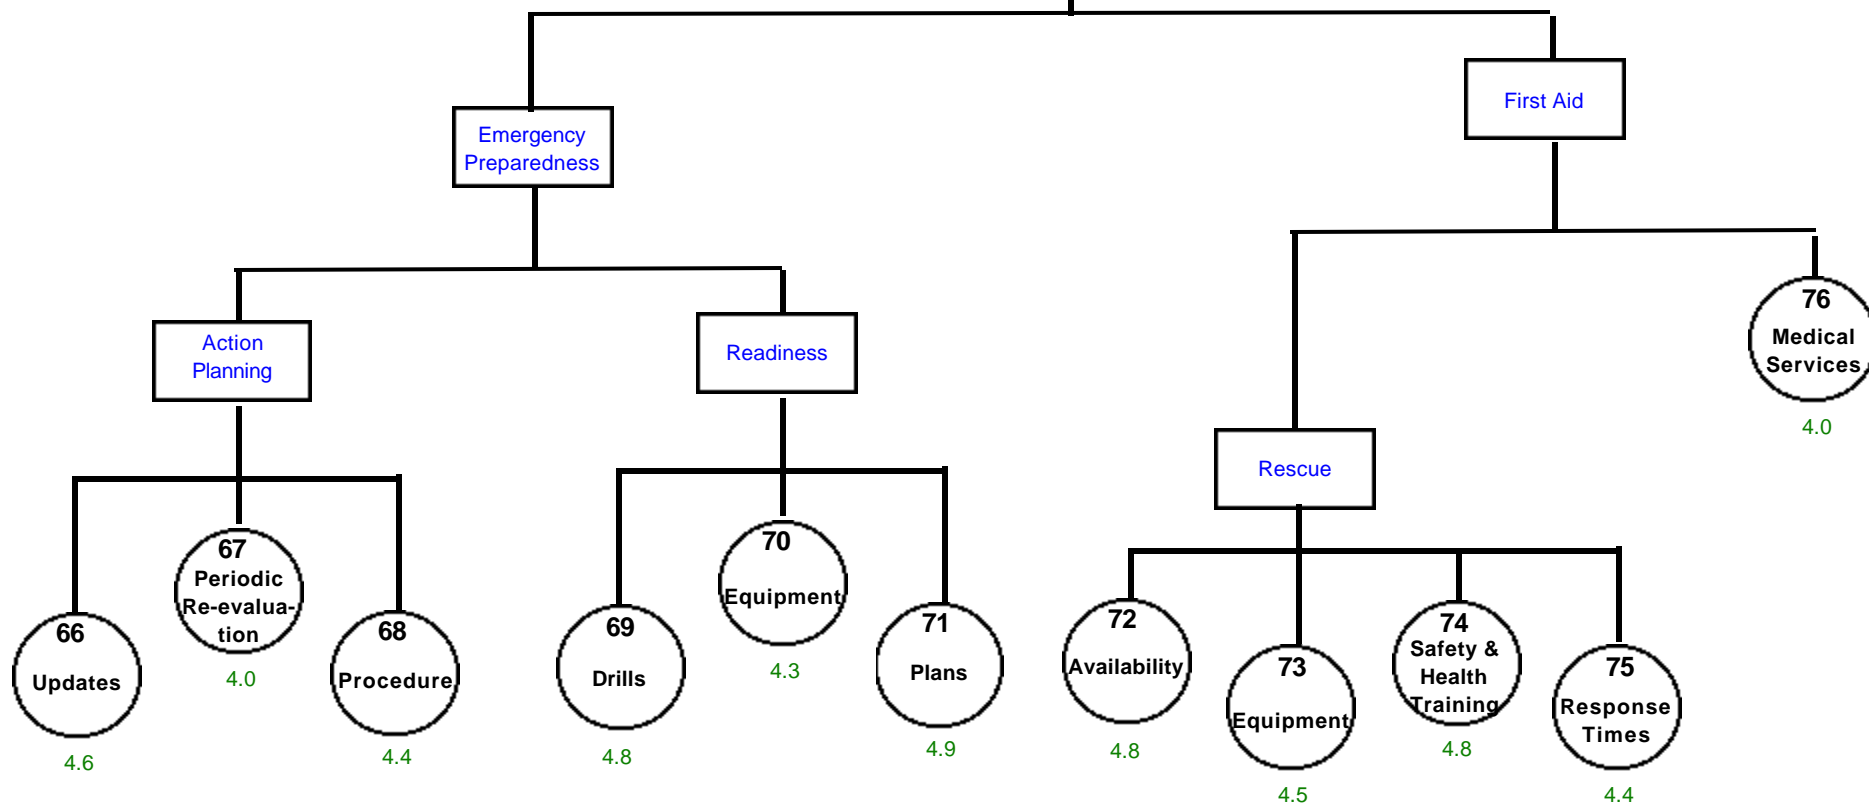 First Aid
Emergency
Preparedness
Action
Planning
Readiness
Rescue
76
Medical
Services
4.0
66
Updates
4.6
67
Periodic
Re-evalua-
tion
4.0
68
Procedure
4.4
69
Drills
4.8
70
Equipment
4.3
71
Plans
4.9
72
Availability
4.8
73
Equipment
4.5
74
Safety &
Health
Training
4.8
75
Response
Times
4.4